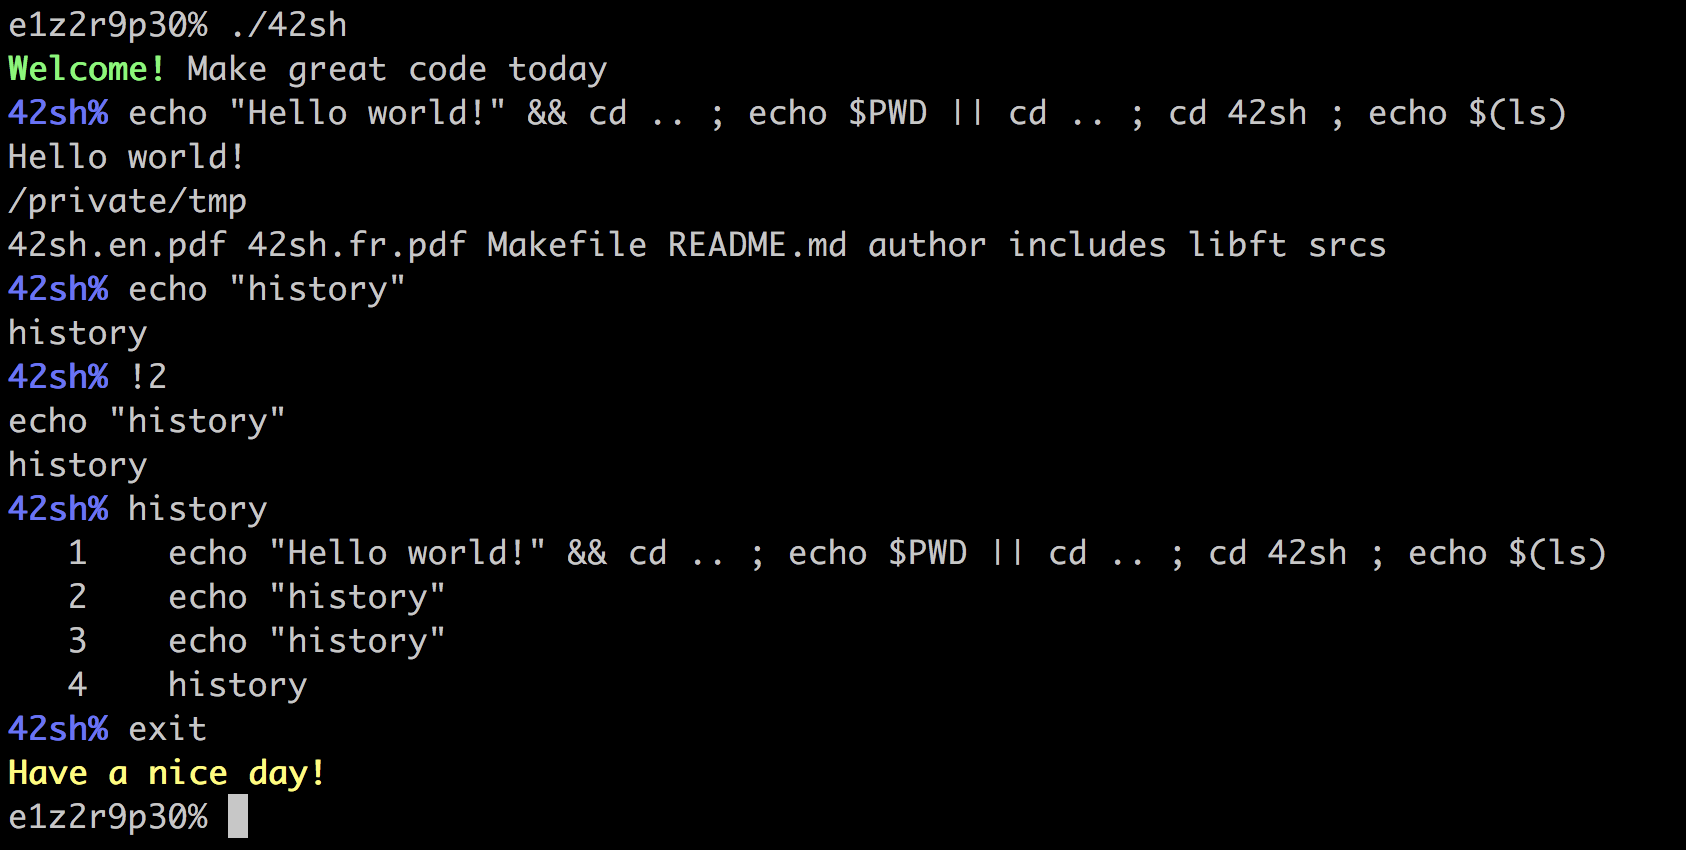 e1z2r9p30% ./42sh
Welcome! Make great code today
42sh% echo "Hello world!" && cd .. ; echo $PWD || cd .. ; cd 42sh ; echo $(ls)
Hello world!
/private/tmp
42sh.en.pdf 42sh.fr.pdf Makefile README.md author includes libft srcs
42sh% echo "history"
history
42sh% !2
echo "history"
history
42sh% history
   1    echo "Hello world!" && cd .. ; echo $PWD || cd .. ; cd 42sh ; echo $(ls)
   2    echo "history"
   3    echo "history"
   4    history
42sh% exit
Have a nice day!
e1z2r9p30%